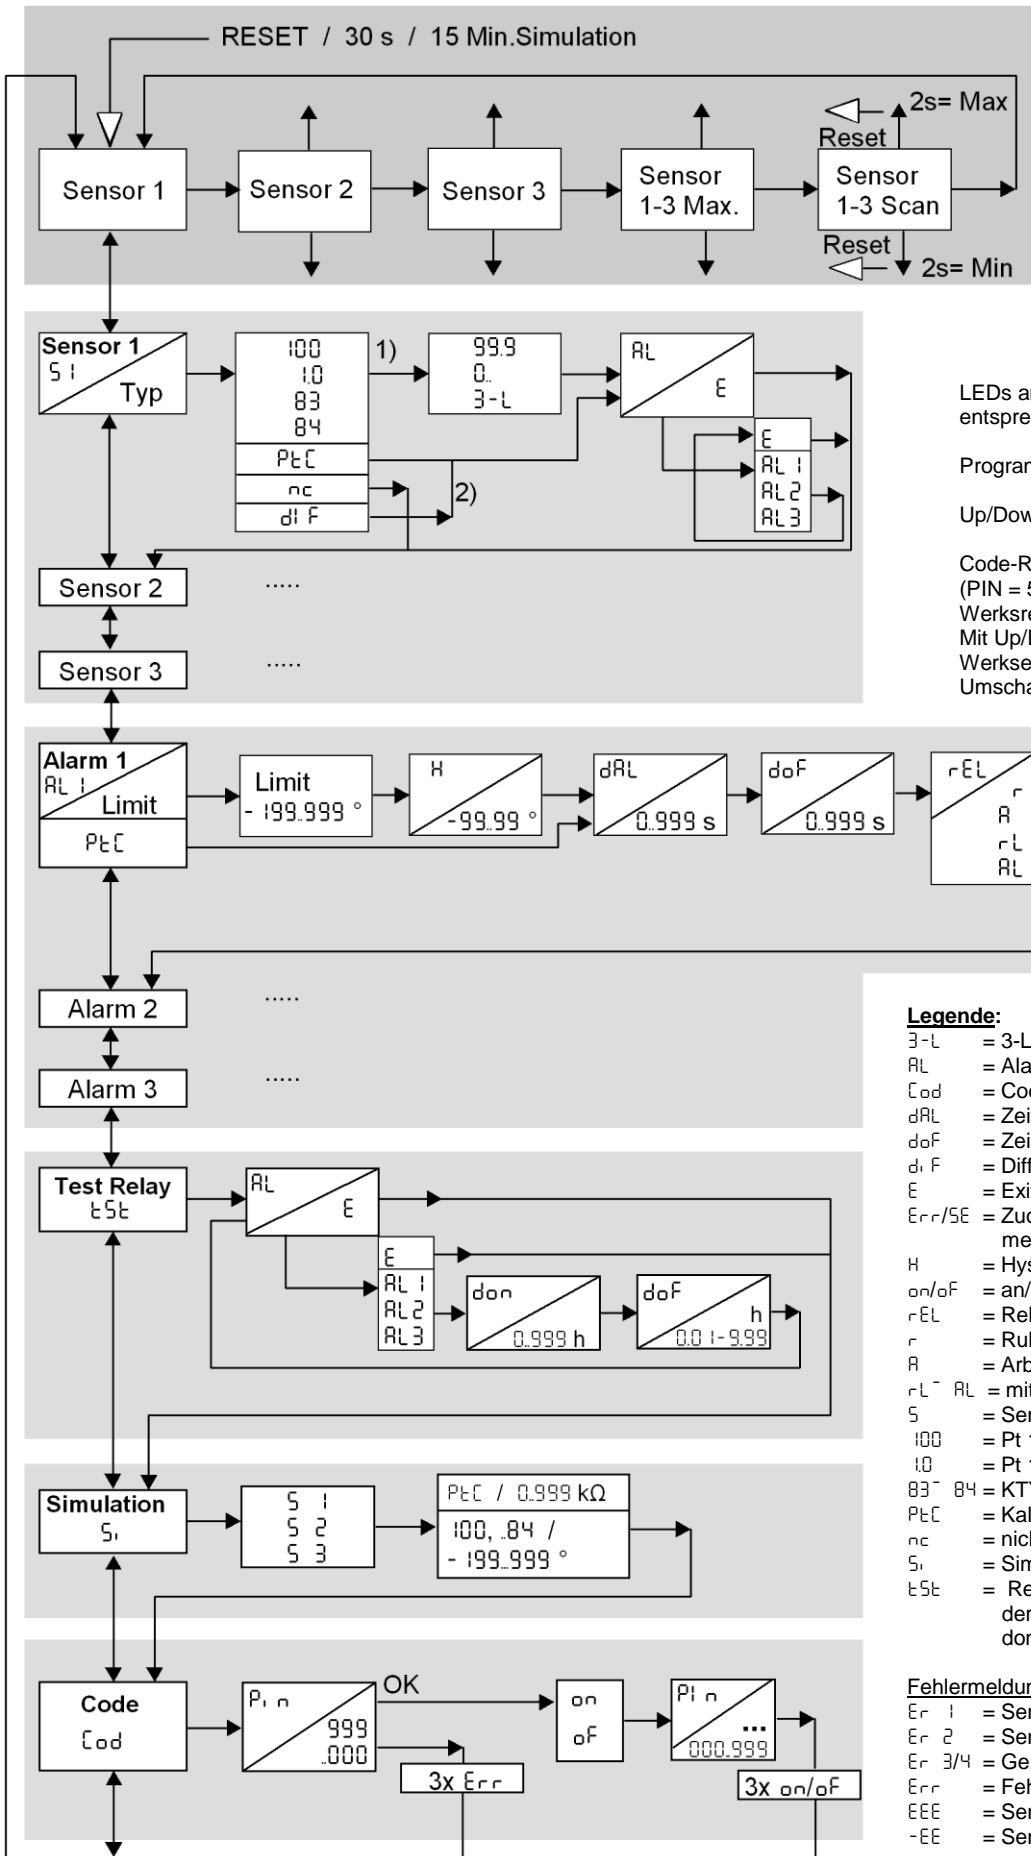 RESET / 30 s / 15 Min.Simulation
2s= Max
Reset
Sensor 1
Sensor 2
Sensor 3
Sensor
1-3 Max.
Sensor
1-3 Scan
Reset
2s= Min
Sensor 1
S1
Typ
100
1.0
83
84
PtC
nc
dIF
1)
2)
99.9
0..
3-L
AL
E
E
AL1
AL2
AL3
Sensor 2
.....
Sensor 3
.....
LEDs
entspre
Program
Up/Dow
Code-R
(PIN = 5
Werksre
Mit Up/
Werkse
Umscha
Alarm 1
AL1
Limit
PtC
Limit
-199.999 °
H
-99.99 °
dAL
0..999 s
doF
0..999 s
rEL
r
A
rL
AL
Alarm 2
.....
Alarm 3
.....
Test Relay
tSt
AL
E
E
AL1
AL2
AL3
don
0.999 h
doF
h
0.01-9.99
Simulation
Si
S 1
S 2
S 3
PtC / 0..999 kΩ
100, ..84 /
-199..999 °
Code
Cod
Pin
999
..000
OK
3x Err
on
oF
PIn
...
000.999
3x on/oF
Legende:
3-L = 3-L
AL = Ala
Cod = Co
dAL = Zei
doF = Zei
diF = Diff
E = Exi
Err/SE = Zu
me
H = Hys
on/oF = an/
rEL = Rel
r = Ru
A = Arb
rL- AL = mit
S = Ser
100 = Pt
1.0 = Pt
83- 84 = KTY
PtC = Kal
nc = nic
Si = Sim
tSt = Re
der
don
Fehlermeldu
Er 1 = Ser
Er 2 = Ser
Er 3/4 = Ge
Err = Feh
EEE = Ser
-EE = Ser